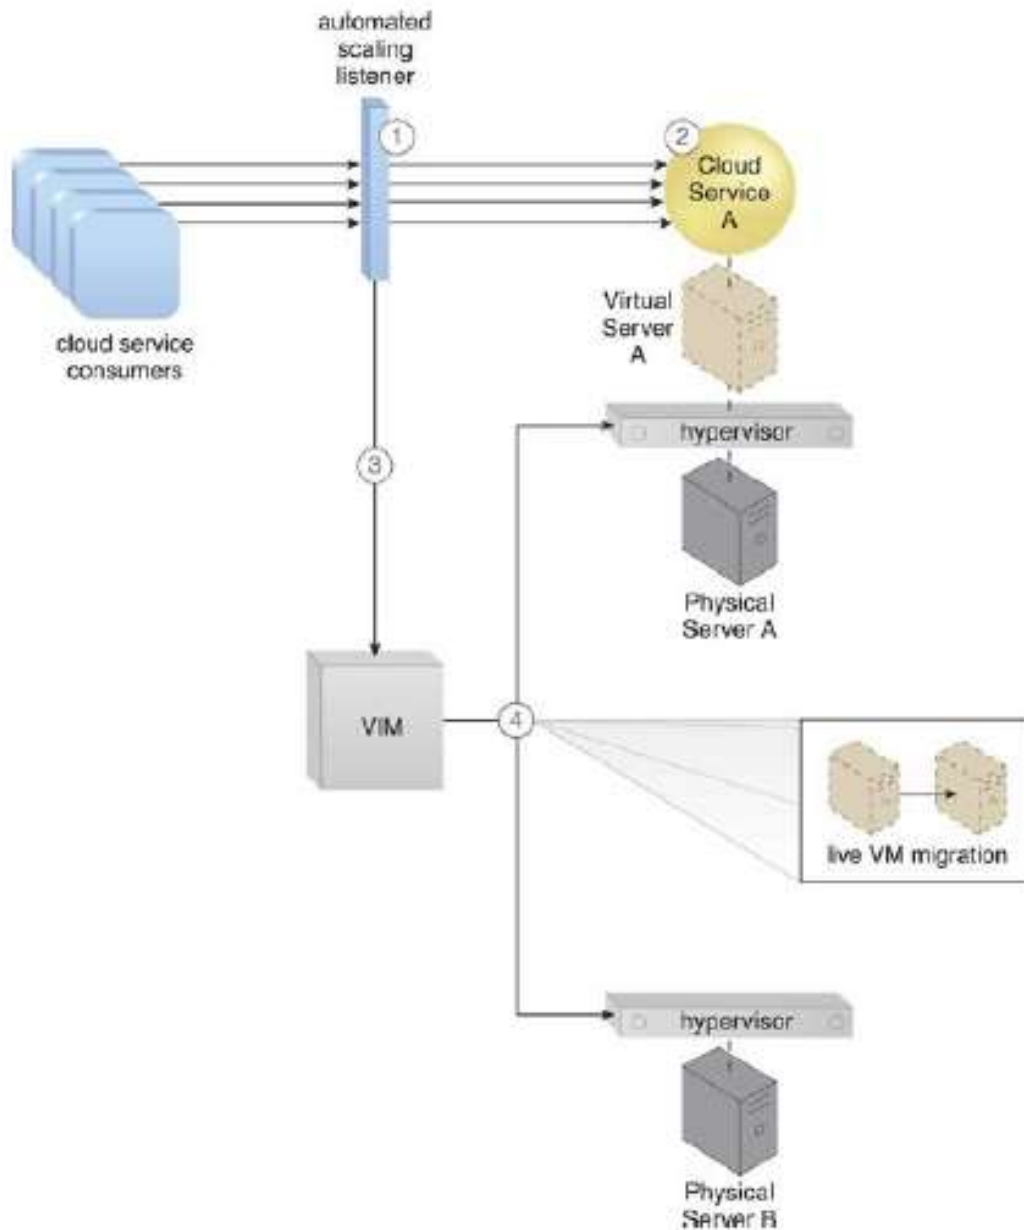 automated
scaling
listener
1
2
Cloud
Service
A
Virtual
Server
A
cloud service
consumers
hypervisor
3
Physical
Server A
VIM
4
live VM migration
hypervisor
Physical
Server B